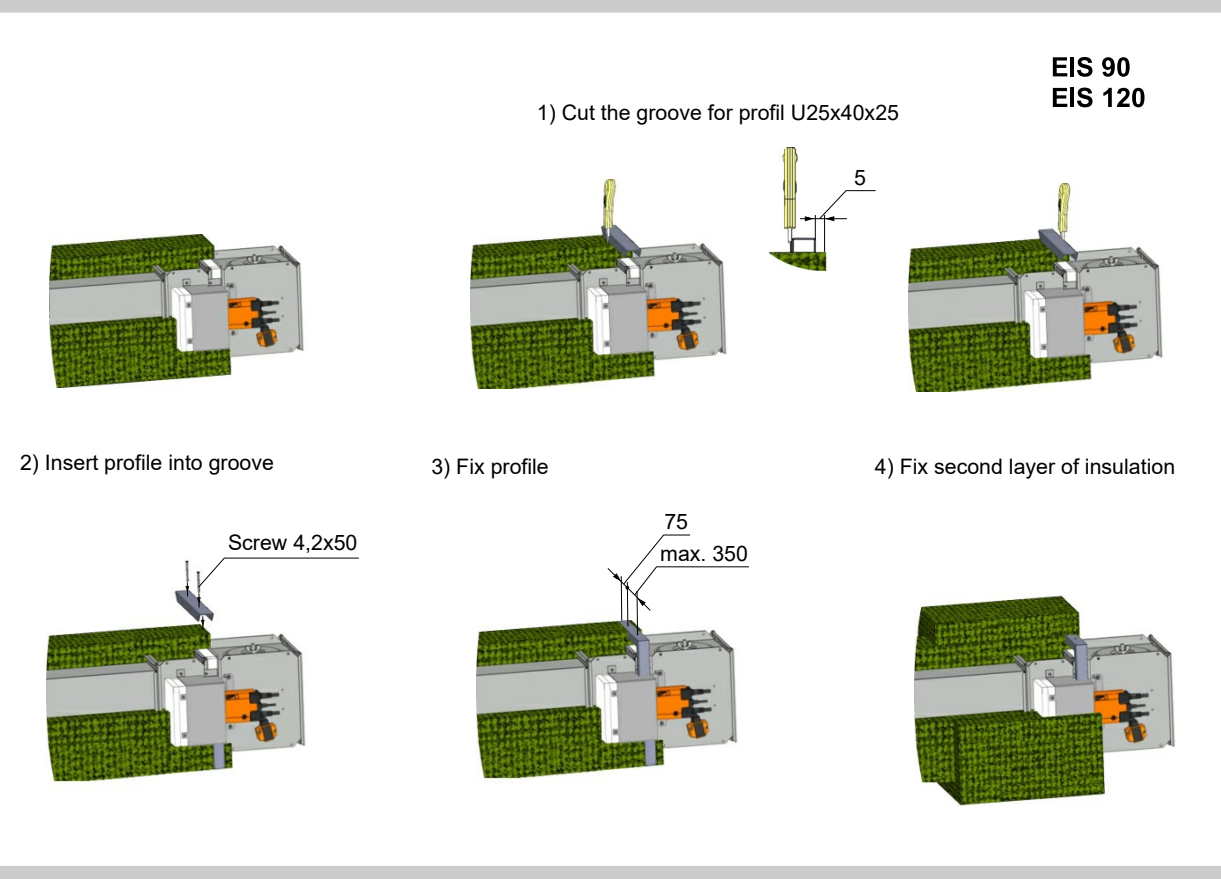 EIS 90
EIS 120
1) Cut the groove for profil U25x40x25
5
2) Insert profile into groove
3) Fix profile
4) Fix second layer of insulation
Screw 4,2x50
75
max. 350